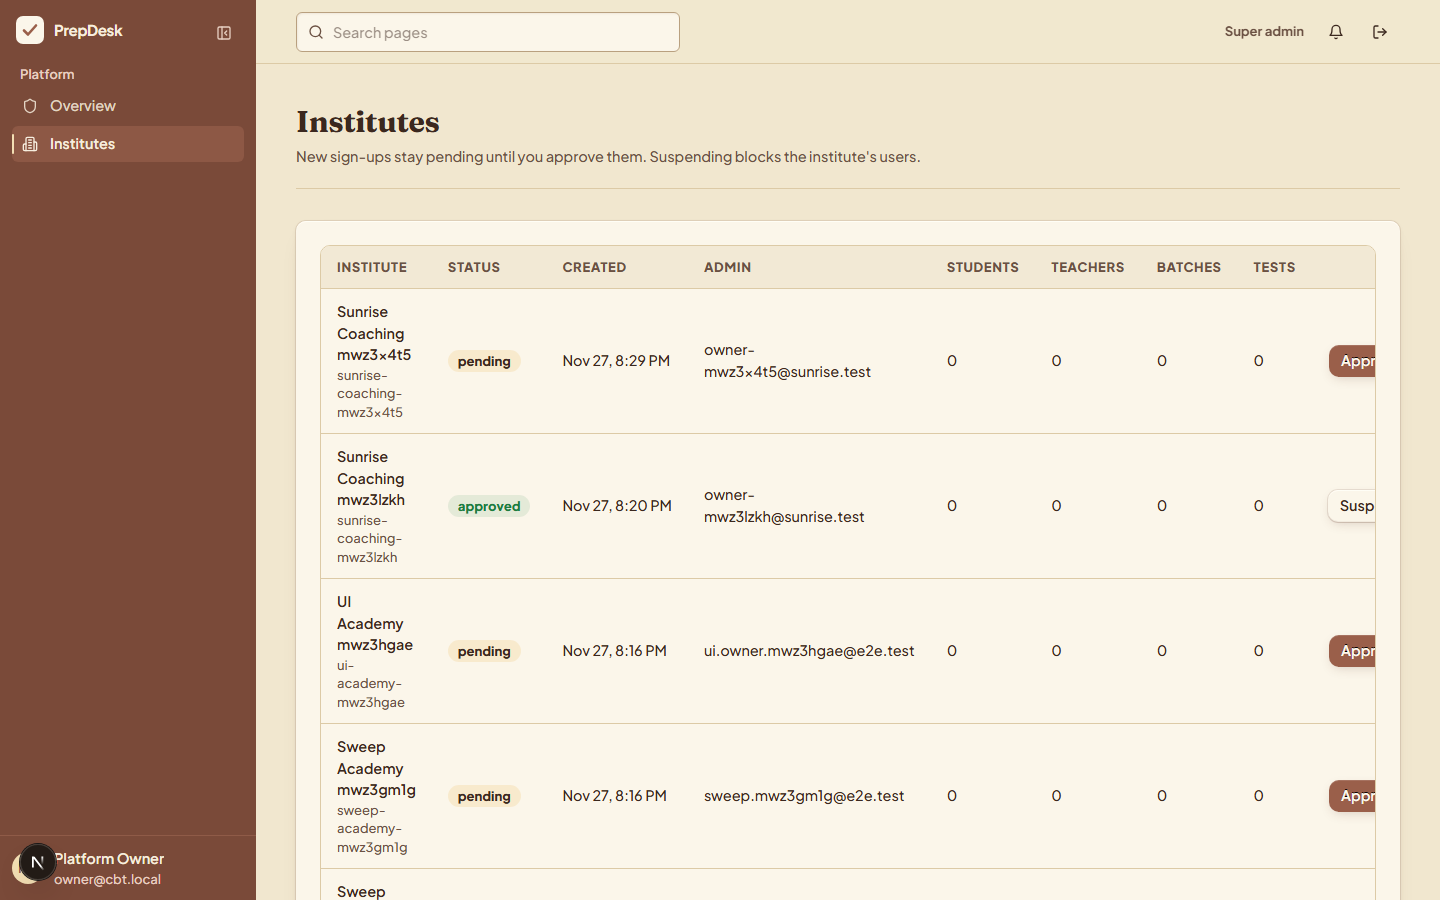 PrepDesk
Search pages
Super admin
Platform
Overview
Institutes
Institutes
New sign-ups stay pending until you approve them. Suspending blocks the institute's users.
INSTITUTE STATUS CREATED ADMIN STUDENTS TEACHERS BATCHES TESTS
Sunrise
Coaching
mwz3x4t5
sunrise-
coaching-
mwz3x4t5
pending
Nov 27, 8:29 PM
owner-
mwz3x4t5@sunrise.test
0 0 0 0
Appr
Sunrise
Coaching
mwz3lzkh
sunrise-
coaching-
mwz3lzkh
approved
Nov 27, 8:20 PM
owner-
mwz3lzkh@sunrise.test
0 0 0 0
Susp
UI
Academy
mwz3hgae
ui-
academy-
mwz3hgae
pending
Nov 27, 8:16 PM
ui.owner.mwz3hgae@e2e.test
0 0 0 0
Appr
Sweep
Academy
mwz3gm1g
sweep-
academy-
mwz3gm1g
pending
Nov 27, 8:16 PM
sweep.mwz3gm1g@e2e.test
0 0 0 0
Appr
Sweep
N
Platform Owner
owner@cbt.local